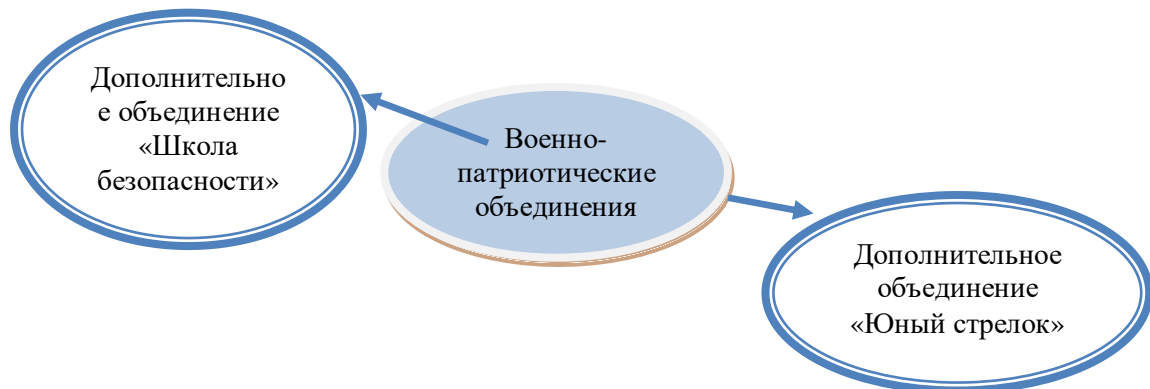 Дополнительно
е объединение
«Школа
безопасности»
Военно-
патриотические
объединения
Дополнительное
объединение
«Юный стрелок»